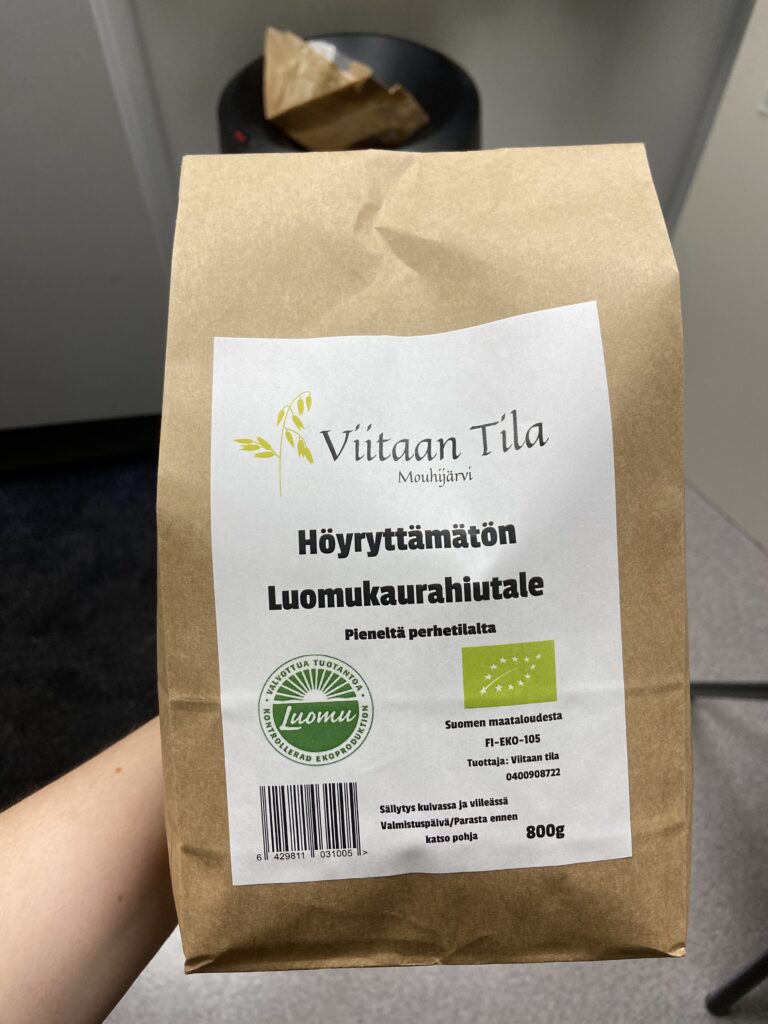 Viitaan Tila
Mouhijärvi
Höyryttämätön
Luomukaurahiutale
Pieneltä perhetilalta
VALVOTTUA TUOTANTOA
Luomu
KONTROLLERAD EKOPRODUKTION
Suomen maataloudesta
FI-EKO-105
Tuottaja: Viitaan tila
0400908722
Säilytys kuivassa ja viileässä
Valmistuspäivä/Parasta ennen
katso pohja
800g
6 429811 031005 >